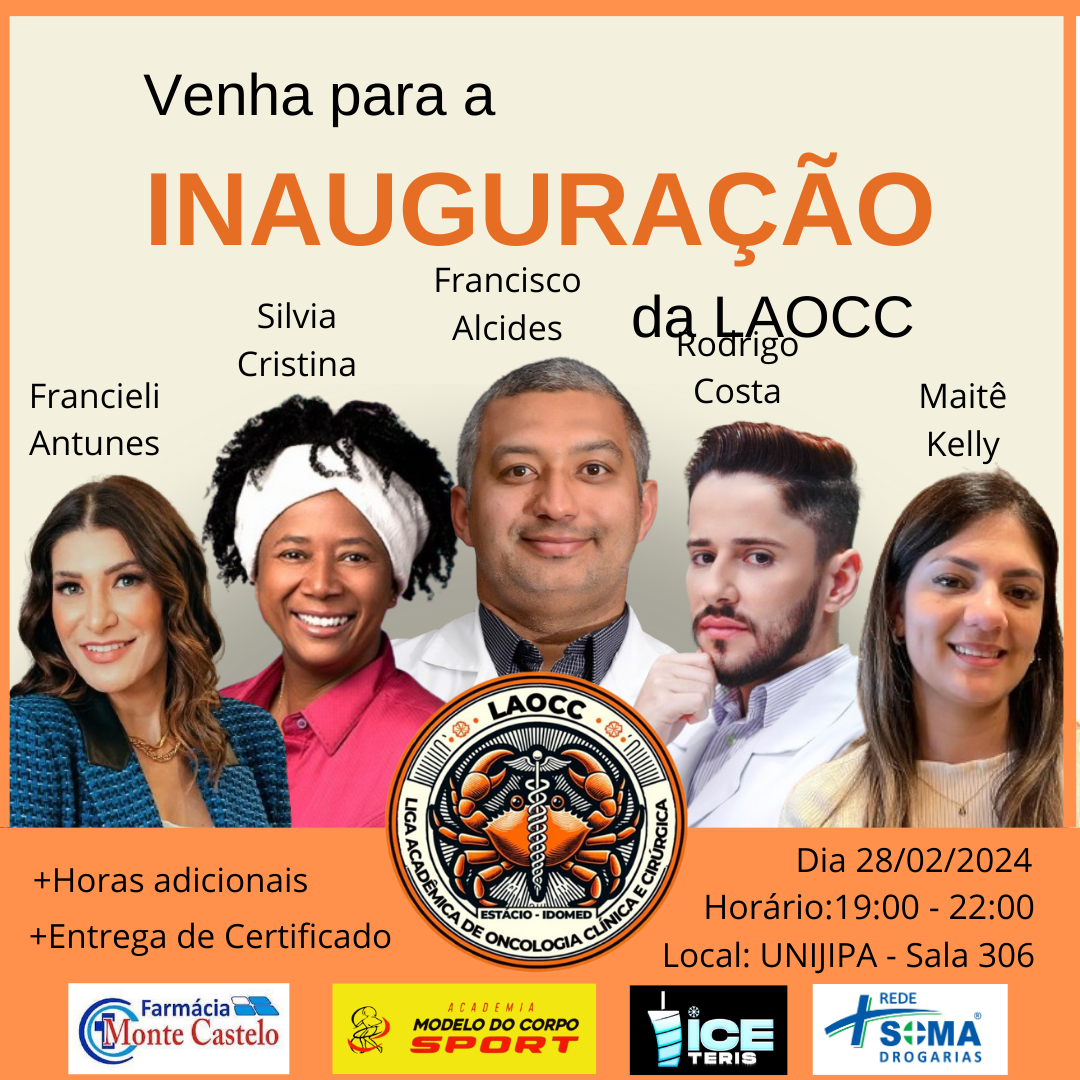 Venha para a
INAUGURAÇÃO
da LAOCC
Francisco
Alcides
Silvia
Cristina
Rodrigo
Costa
Francieli
Antunes
Maitê
Kelly
LAOCC
LIGA ACADÊMICA DE ONCOLOGIA CLÍNICA E CIRÚRGICA
ESTÁCIO - IDOMED
+Horas adicionais
+Entrega de Certificado
Dia 28/02/2024
Horário:19:00 - 22:00
Local: UNIJIPA - Sala 306
Farmácia
Monte Castelo
ACADEMIA
MODELO DO CORPO
SPORT
ICE
TERIS
REDE
SOMA®
DROGARIAS